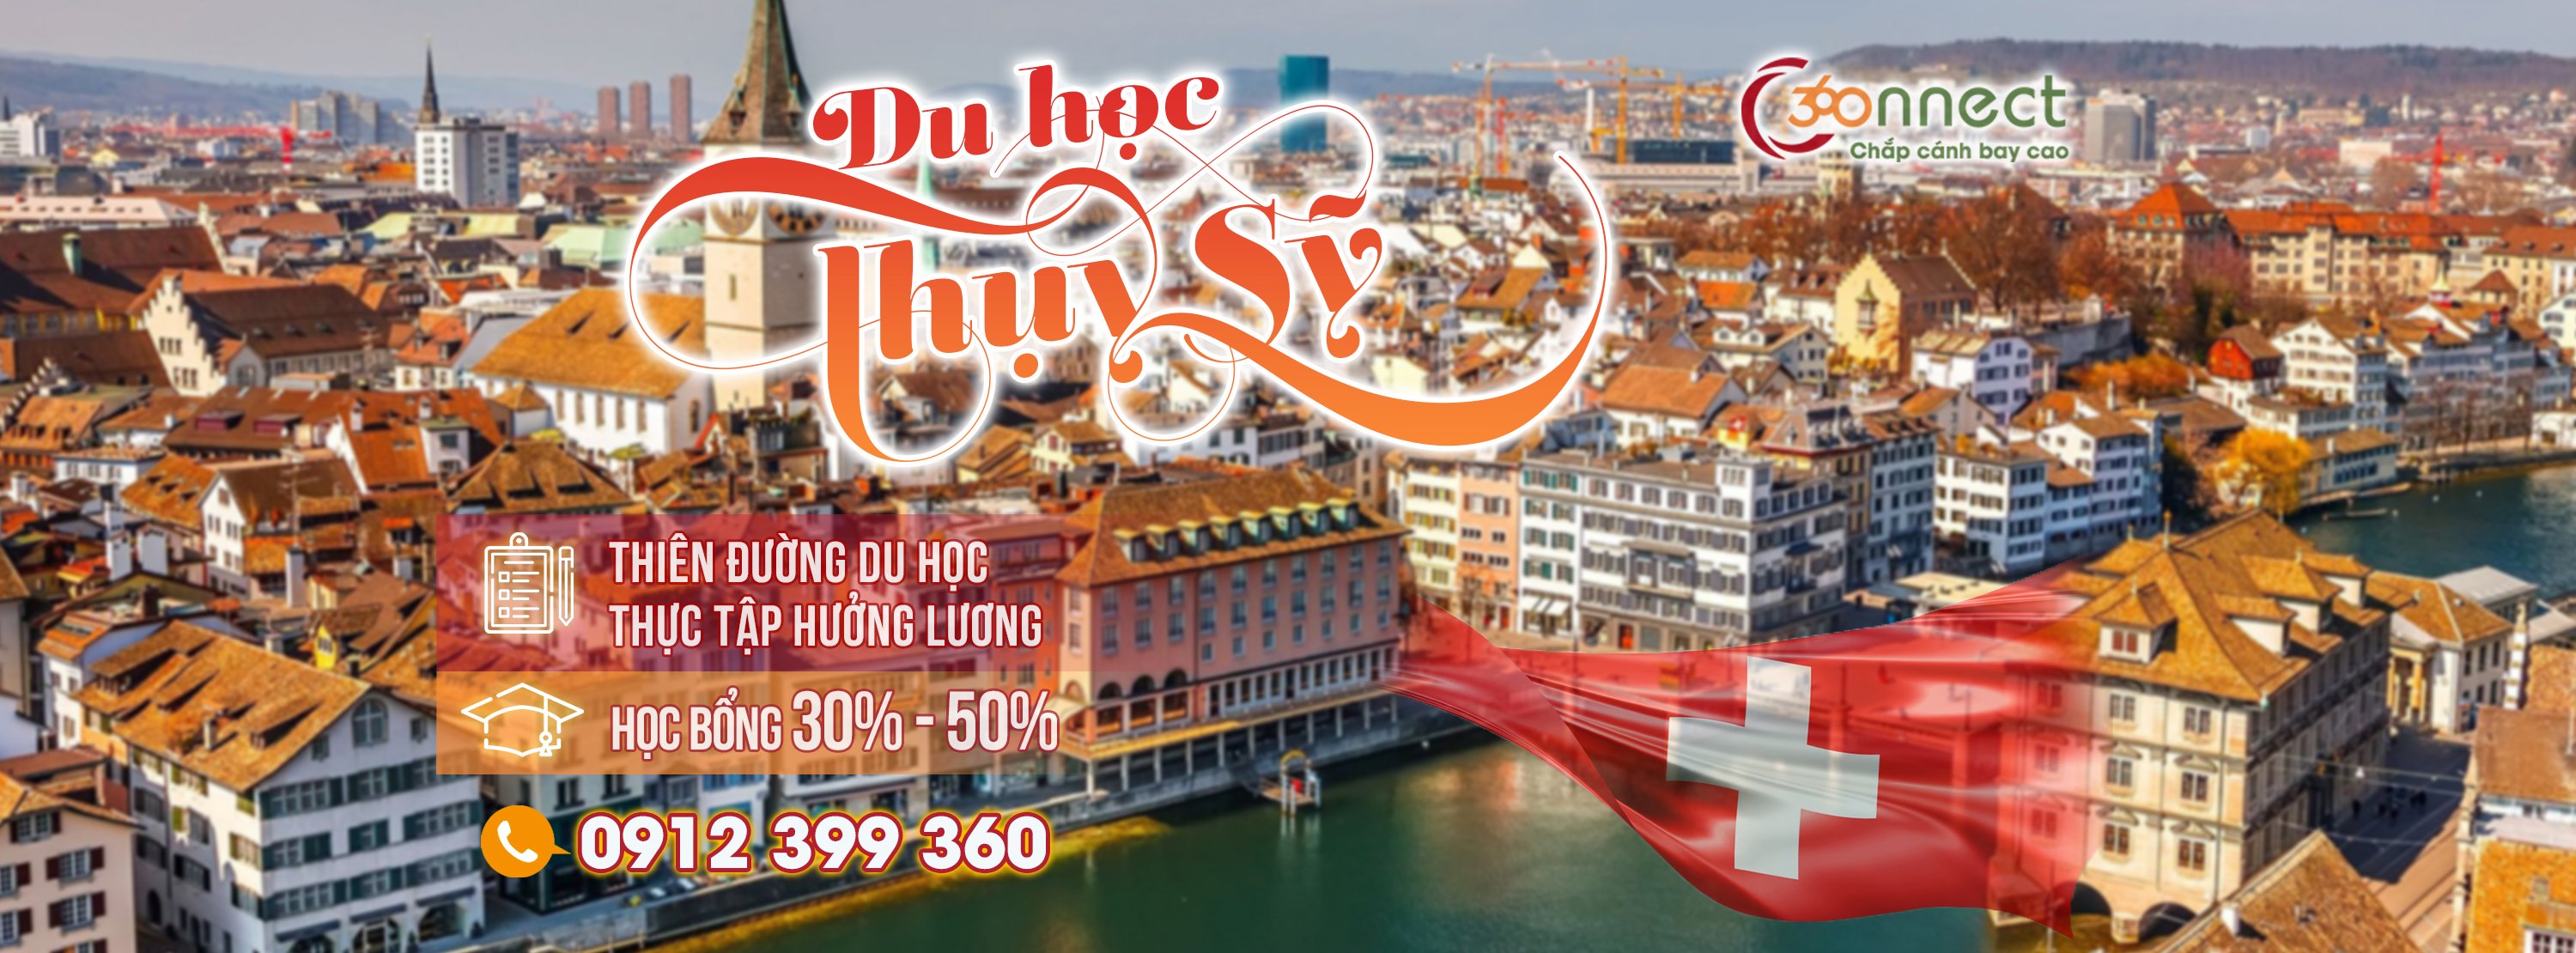 Du học
Thụy Sỹ
C360nnect
Chắp cánh bay cao
THIÊN ĐƯỜNG DU HỌC
THỰC TẬP HƯỞNG LƯƠNG
HỌC BỔNG 30% - 50%
0912 399 360